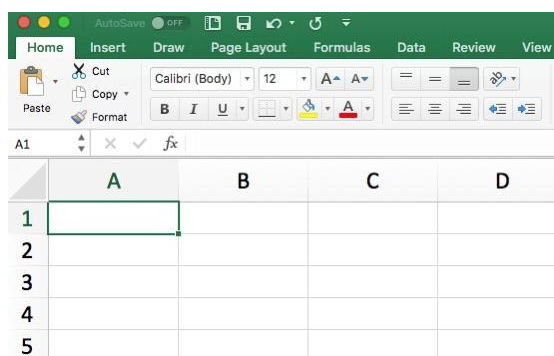 AutoSave OFF
Home Insert Draw Page Layout Formulas Data Review View
Cut
Calibri (Body) 12 A A
Copy
Paste
Format
B I U A
A1 fx
A B C D
1
2
3
4
5